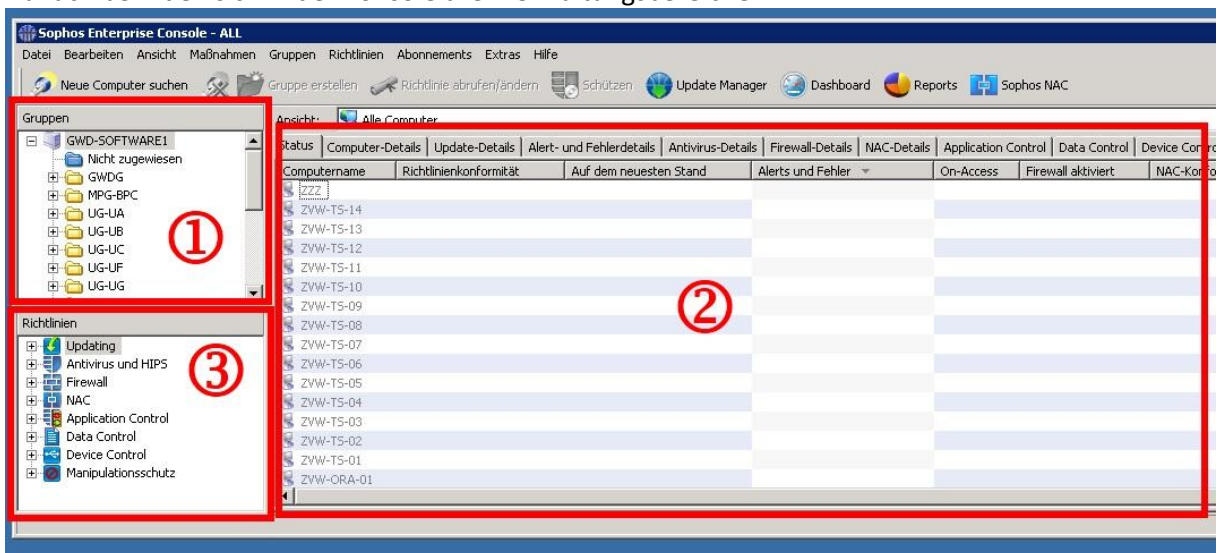 Sophos Enterprise Console - ALL
Datei Bearbeiten Ansicht Maßnahmen Gruppen Richtlinien Abonnements Extras Hilfe
Neue Computer suchen Gruppe erstellen Richtlinie abrufen/ändern Schützen Update Manager Dashboard Reports Sophos NAC
Gruppen
GWD-SOFTWARE1
Nicht zugewiesen
GWDG
MPG-BPC
UG-UA
UG-UB
UG-UC
UG-UF
UG-UG
①
Richtlinien
Updating
Antivirus und HIPS
Firewall
NAC
Application Control
Data Control
Device Control
Manipulationsschutz
③
Ansicht: Alle Computer
Status Computer-Details Update-Details Alert- und Fehlerdetails Antivirus-Details Firewall-Details NAC-Details Application Control Data Control Device Contro
Computername Richtlinienkonformität Auf dem neuesten Stand Alerts und Fehler On-Access Firewall aktiviert NAC-Konfo
ZZZ
ZVW-TS-14
ZVW-TS-13
ZVW-TS-12
ZVW-TS-11
ZVW-TS-10
ZVW-TS-09
ZVW-TS-08
ZVW-TS-07
ZVW-TS-06
ZVW-TS-05
ZVW-TS-04
ZVW-TS-03
ZVW-TS-02
ZVW-TS-01
ZVW-ORA-01
②